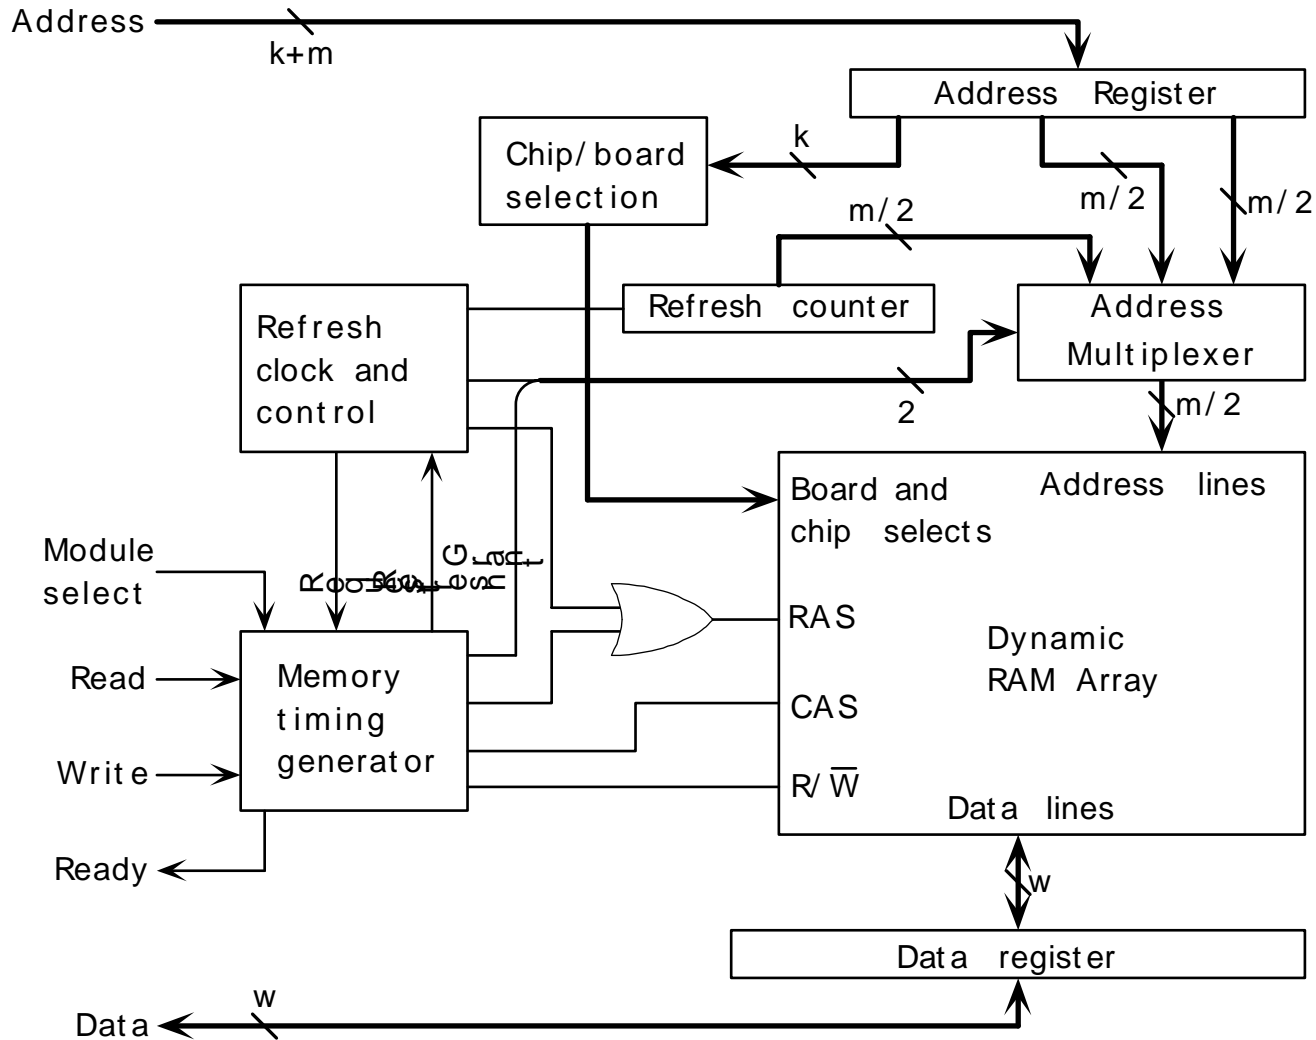 Address
k+m
Address Register
k
Chip/board
selection
m/2
m/2
m/2
Refresh counter
Address
Multiplexer
Refresh
clock and
control
2
m/2
Board and
chip selects
Address lines
Module
select
RAS
Dynamic
RAM Array
Read
Memory
timing
generator
CAS
Write
R/W̅
Data lines
Ready
w
Data register
w
Data